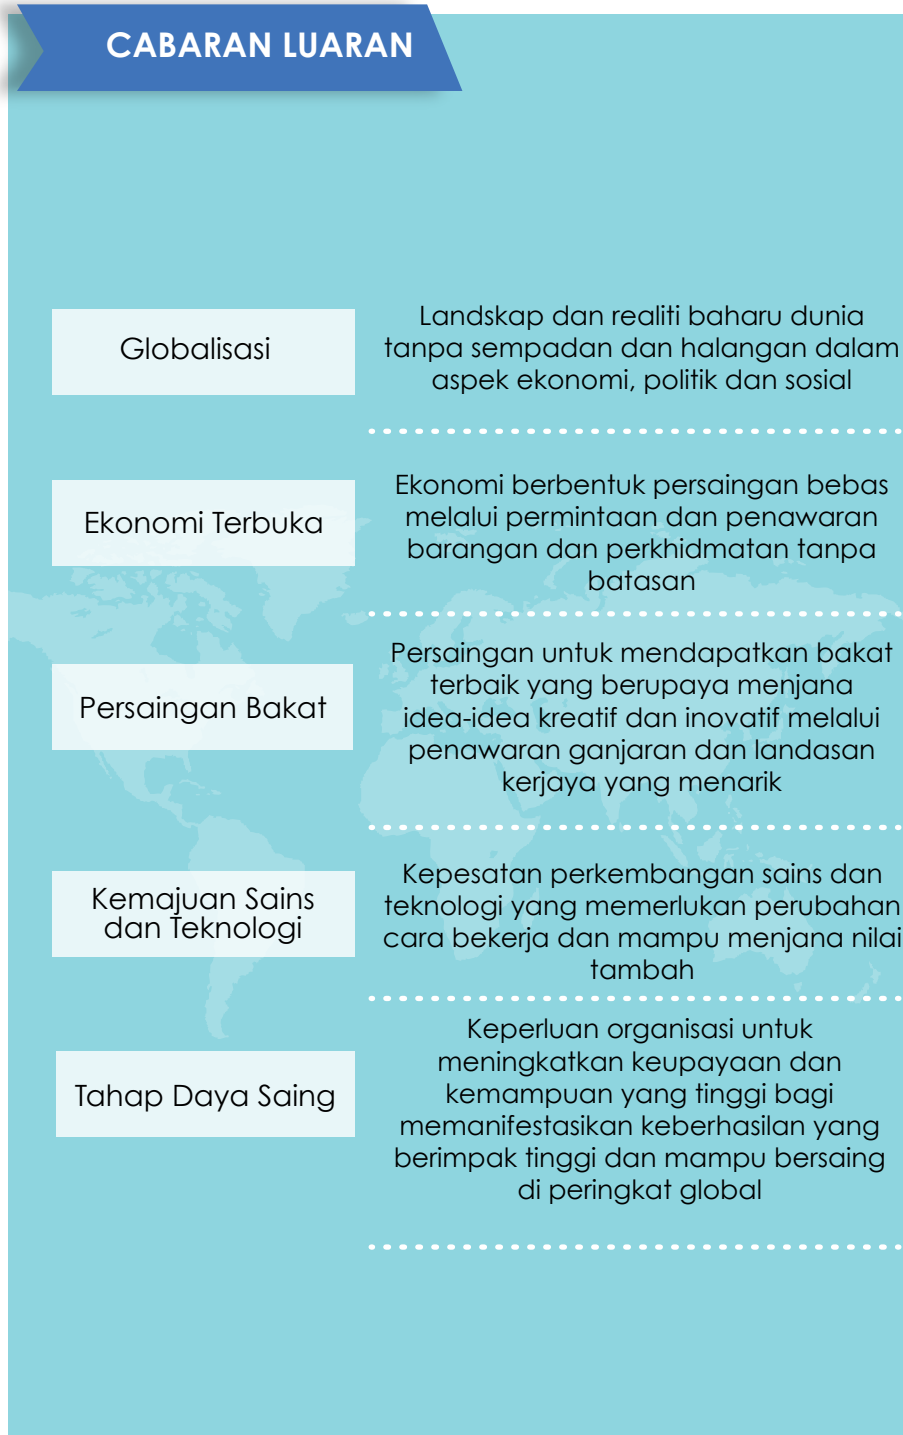 CABARAN LUARAN
Globalisasi
Landskap dan realiti baharu dunia
tanpa sempadan dan halangan dalam
aspek ekonomi, politik dan sosial
Ekonomi Terbuka
Ekonomi berbentuk persaingan bebas
melalui permintaan dan penawaran
barangan dan perkhidmatan tanpa
batasan
Persaingan Bakat
Persaingan untuk mendapatkan bakat
terbaik yang berupaya menjana
idea-idea kreatif dan inovatif melalui
penawaran ganjaran dan landasan
kerjaya yang menarik
Kemajuan Sains
dan Teknologi
Kepesatan perkembangan sains dan
teknologi yang memerlukan perubahan
cara bekerja dan mampu menjana nilai
tambah
Tahap Daya Saing
Keperluan organisasi untuk
meningkatkan keupayaan dan
kemampuan yang tinggi bagi
memanifestasikan keberhasilan yang
berimpak tinggi dan mampu bersaing
di peringkat global